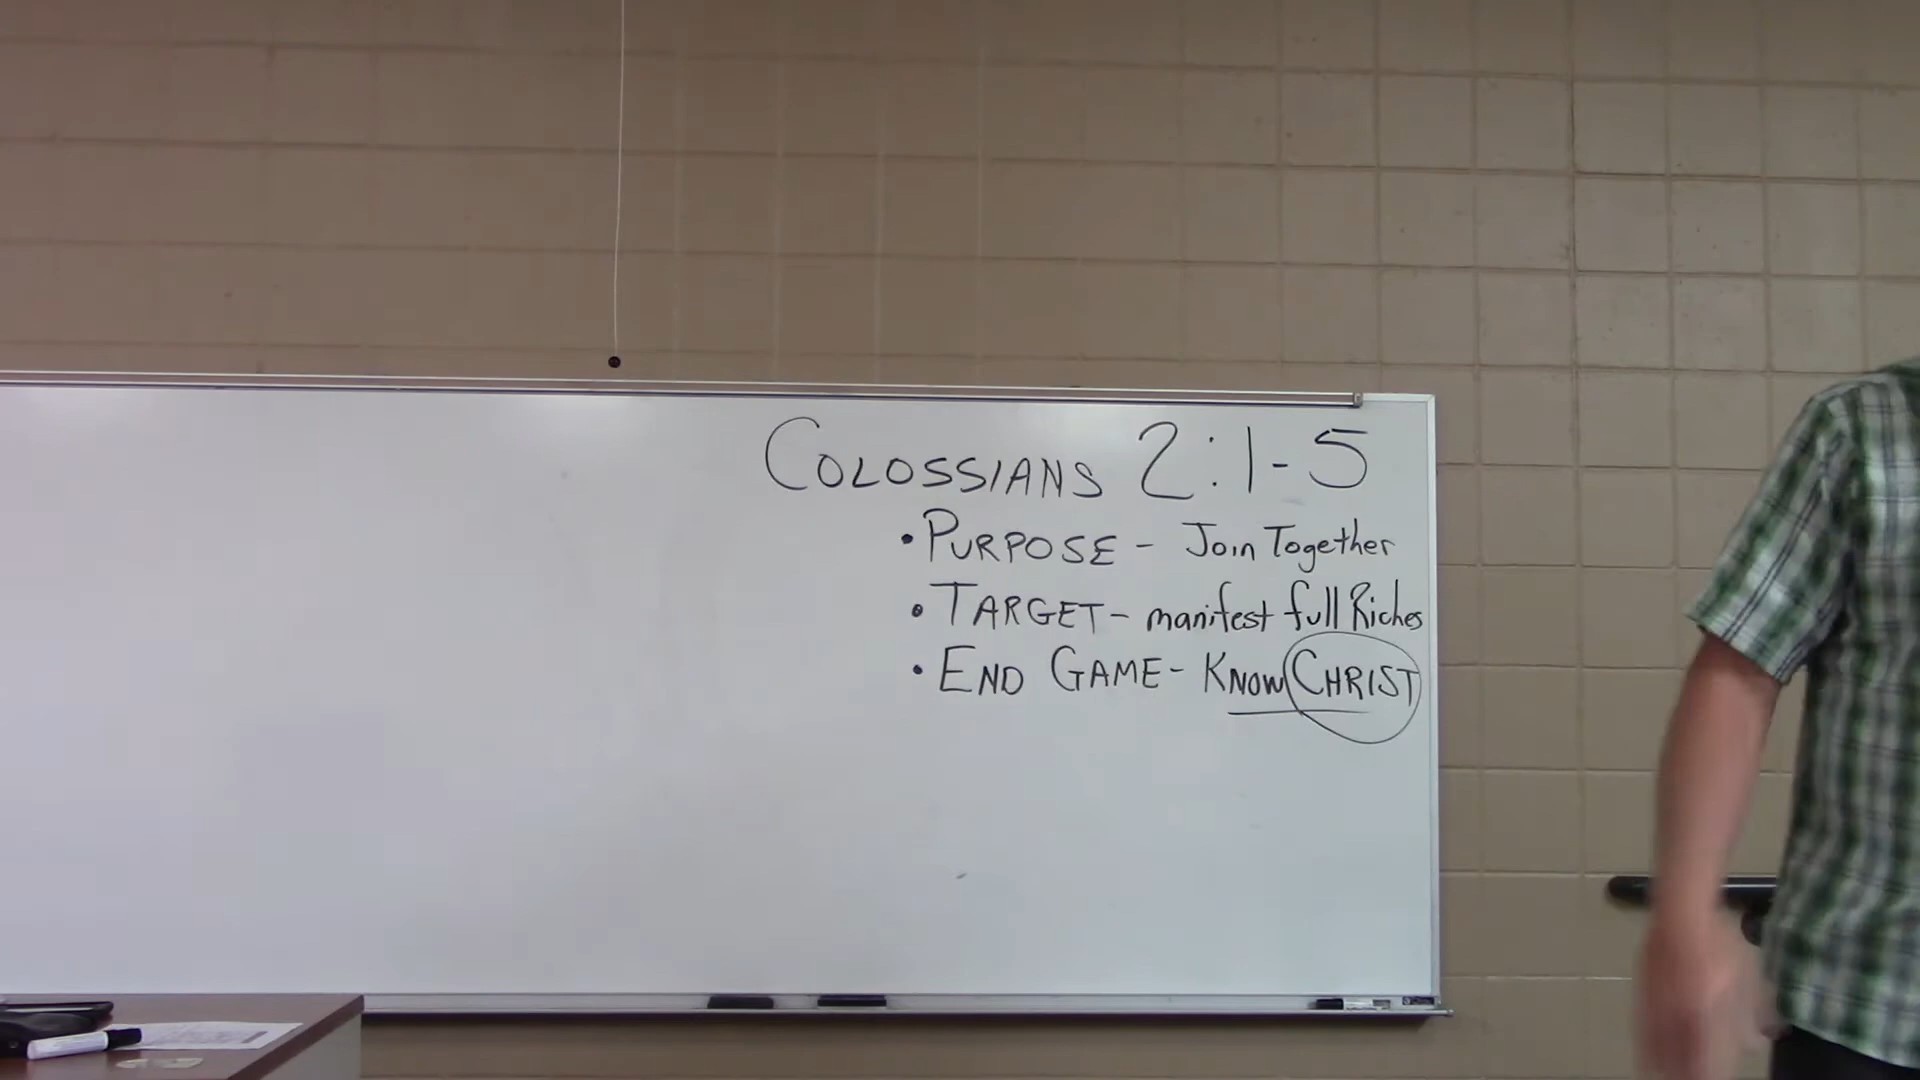 COLOSSIANS 2:1-5
• PURPOSE - Join Together
• TARGET - manifest full Riches
• END GAME - KNOW CHRIST